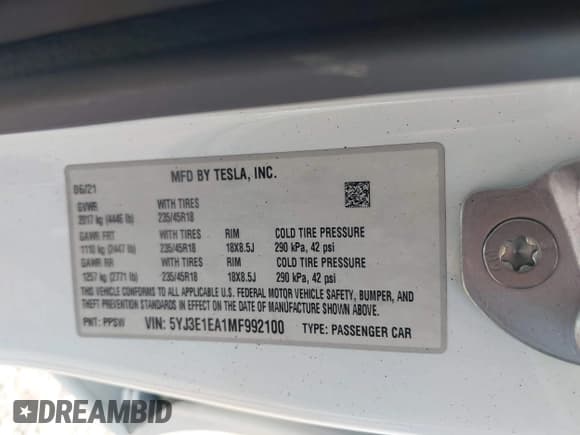 06/21 MFD BY TESLA, INC.
GVWR WITH TIRES
2017 kg (4446 lb) 235/45R18
GAWR FRT WITH TIRES RIM COLD TIRE PRESSURE
1110 kg (2447 lb) 235/45R18 18X8.5J 290 kPa, 42 psi
GAWR RR WITH TIRES RIM COLD TIRE PRESSURE
1257 kg (2771 lb) 235/45R18 18X8.5J 290 kPa, 42 psi
THIS VEHICLE CONFORMS TO ALL APPLICABLE U.S. FEDERAL MOTOR VEHICLE SAFETY, BUMPER, AND
THEFT PREVENTION STANDARDS IN EFFECT ON THE DATE OF MANUFACTURE SHOWN ABOVE.
PNT: PPSW VIN: 5YJ3E1EA1MF992100 TYPE: PASSENGER CAR
DREAMBID